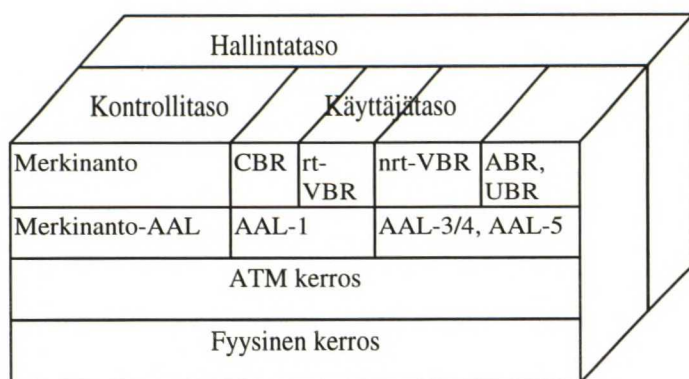 Hallintataso
Kontrollitaso Käyttäjätaso
Merkinanto CBR rt- nrt-VBR ABR,
VBR UBR
Merkinanto-AAL AAL-1 AAL-3/4, AAL-5
ATM kerros
Fyysinen kerros